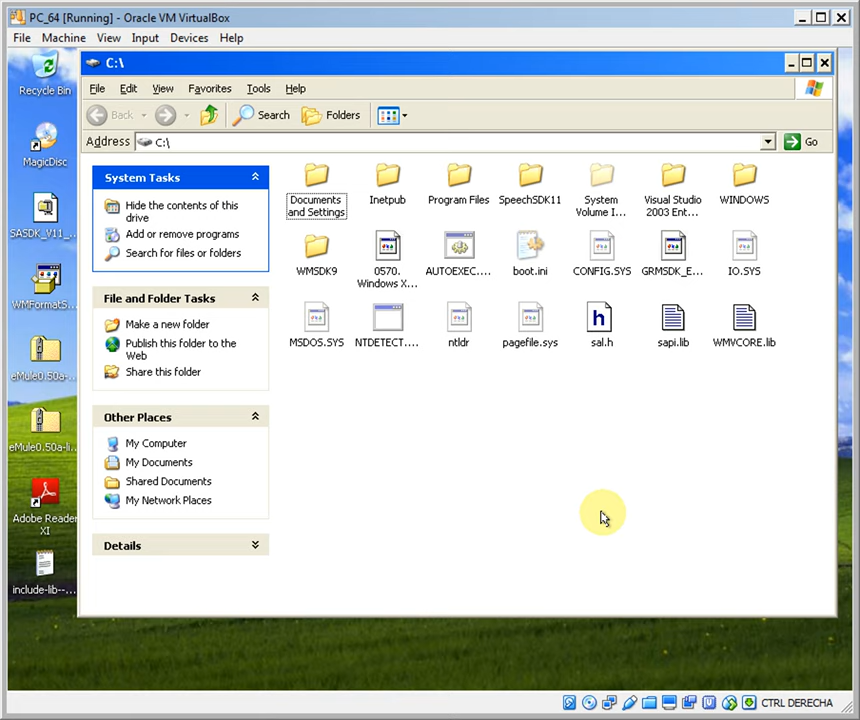 PC_64 [Running] - Oracle VM VirtualBox
File Machine View Input Devices Help
C:\
File Edit View Favorites Tools Help
Back Search Folders
Address C:\ Go
Recycle Bin
MagicDisc
SASDK_V11_...
WMFormatS...
eMule0.50a-...
eMule0.50a-li...
Adobe Reader
XI
include-lib--...
System Tasks
Hide the contents of this
drive
Add or remove programs
Search for files or folders
File and Folder Tasks
Make a new folder
Publish this folder to the
Web
Share this folder
Other Places
My Computer
My Documents
Shared Documents
My Network Places
Details
Documents
and Settings
Inetpub
Program Files
SpeechSDK11
System
Volume I...
Visual Studio
2003 Ent...
WINDOWS
WMSDK9
0570.
Windows X...
AUTOEXEC....
boot.ini
CONFIG.SYS
GRMSDK_E...
IO.SYS
MSDOS.SYS
NTDETECT....
ntldr
pagefile.sys
h
sal.h
sapi.lib
WMVCORE.lib
CTRL DERECHA